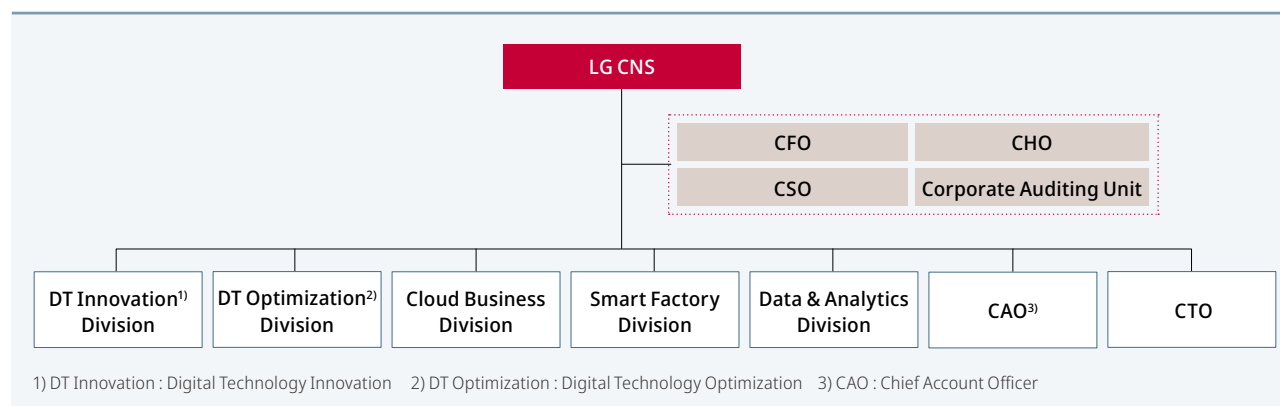 LG CNS
CFO
CHO
CSO
Corporate Auditing Unit
DT Innovation1)
Division
DT Optimization2)
Division
Cloud Business
Division
Smart Factory
Division
Data & Analytics
Division
CAO3)
CTO
1) DT Innovation : Digital Technology Innovation 2) DT Optimization : Digital Technology Optimization 3) CAO : Chief Account Officer